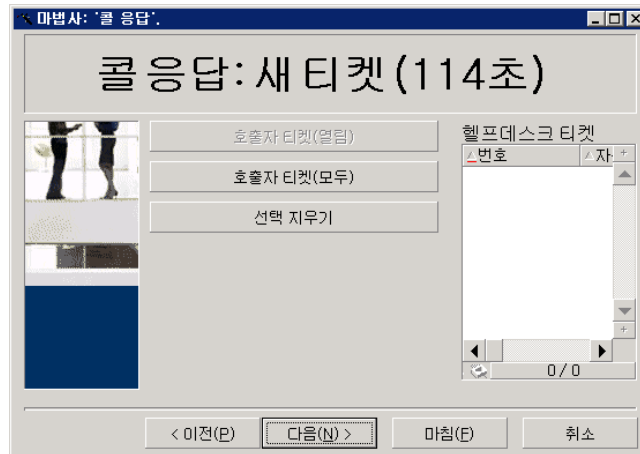 마법사: '콜 응답'.
콜 응답: 새 티켓 (114초)
호출자 티켓(열림)
호출자 티켓(모두)
선택 지우기
헬프데스크 티켓
번호 자
0 / 0
< 이전(P) 다음(N) > 마침(F) 취소